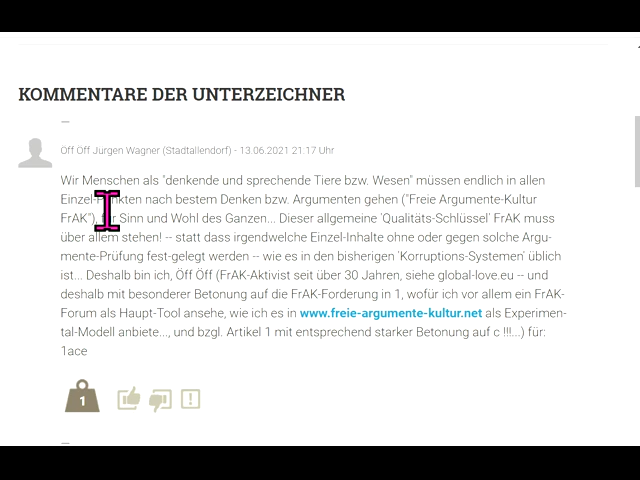 KOMMENTARE DER UNTERZEICHNER
Öff Öff Jürgen Wagner (Stadtallendorf) - 13.06.2021 21:17 Uhr
Wir Menschen als "denkende und sprechende Tiere bzw. Wesen" müssen endlich in allen
Einzel-Punkten nach bestem Denken bzw. Argumenten gehen ("Freie Argumente-Kultur
FrAK"), für Sinn und Wohl des Ganzen... Dieser allgemeine 'Qualitäts-Schlüssel' FrAK muss
über allem stehen! -- statt dass irgendwelche Einzel-Inhalte ohne oder gegen solche Argu-
mente-Prüfung fest-gelegt werden -- wie es in den bisherigen 'Korruptions-Systemen' üblich
ist... Deshalb bin ich, Öff Öff (FrAK-Aktivist seit über 30 Jahren, siehe global-love.eu -- und
deshalb mit besonderer Betonung auf die FrAK-Forderung in 1, wofür ich vor allem ein FrAK-
Forum als Haupt-Tool ansehe, wie ich es in www.freie-argumente-kultur.net als Experimen-
tal-Modell anbiete..., und bzgl. Artikel 1 mit entsprechend starker Betonung auf c !!!...) für:
1ace
1